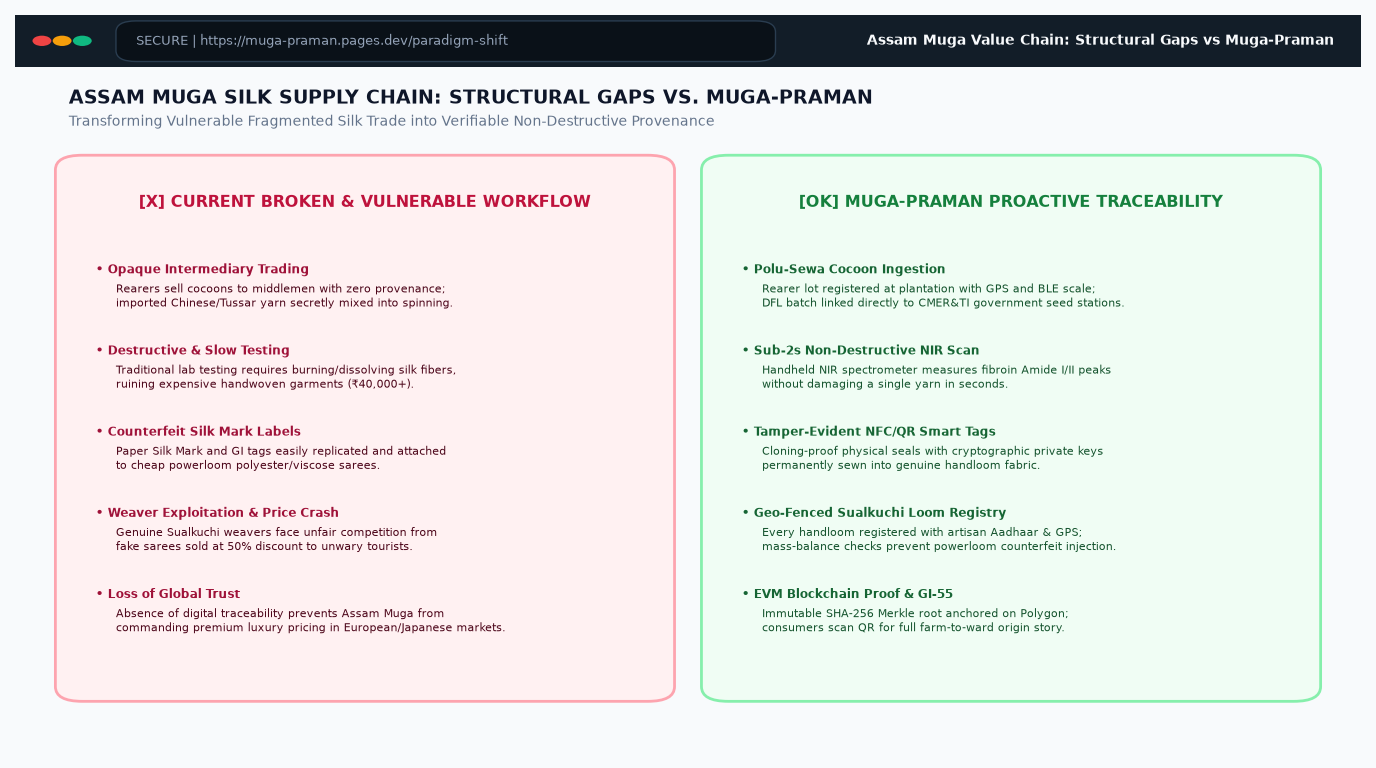 SECURE | https://muga-praman.pages.dev/paradigm-shift
Assam Muga Value Chain: Structural Gaps vs Muga-Praman
ASSAM MUGA SILK SUPPLY CHAIN: STRUCTURAL GAPS VS. MUGA-PRAMAN
Transforming Vulnerable Fragmented Silk Trade into Verifiable Non-Destructive Provenance
[X] CURRENT BROKEN & VULNERABLE WORKFLOW
• Opaque Intermediary Trading
Rearers sell cocoons to middlemen with zero provenance;
imported Chinese/Tussar yarn secretly mixed into spinning.
• Destructive & Slow Testing
Traditional lab testing requires burning/dissolving silk fibers,
ruining expensive handwoven garments (₹40,000+).
• Counterfeit Silk Mark Labels
Paper Silk Mark and GI tags easily replicated and attached
to cheap powerloom polyester/viscose sarees.
• Weaver Exploitation & Price Crash
Genuine Sualkuchi weavers face unfair competition from
fake sarees sold at 50% discount to unwary tourists.
• Loss of Global Trust
Absence of digital traceability prevents Assam Muga from
commanding premium luxury pricing in European/Japanese markets.
[OK] MUGA-PRAMAN PROACTIVE TRACEABILITY
• Polu-Sewa Cocoon Ingestion
Rearer lot registered at plantation with GPS and BLE scale;
DFL batch linked directly to CMER&TI government seed stations.
• Sub-2s Non-Destructive NIR Scan
Handheld NIR spectrometer measures fibroin Amide I/II peaks
without damaging a single yarn in seconds.
• Tamper-Evident NFC/QR Smart Tags
Cloning-proof physical seals with cryptographic private keys
permanently sewn into genuine handloom fabric.
• Geo-Fenced Sualkuchi Loom Registry
Every handloom registered with artisan Aadhaar & GPS;
mass-balance checks prevent powerloom counterfeit injection.
• EVM Blockchain Proof & GI-55
Immutable SHA-256 Merkle root anchored on Polygon;
consumers scan QR for full farm-to-ward origin story.